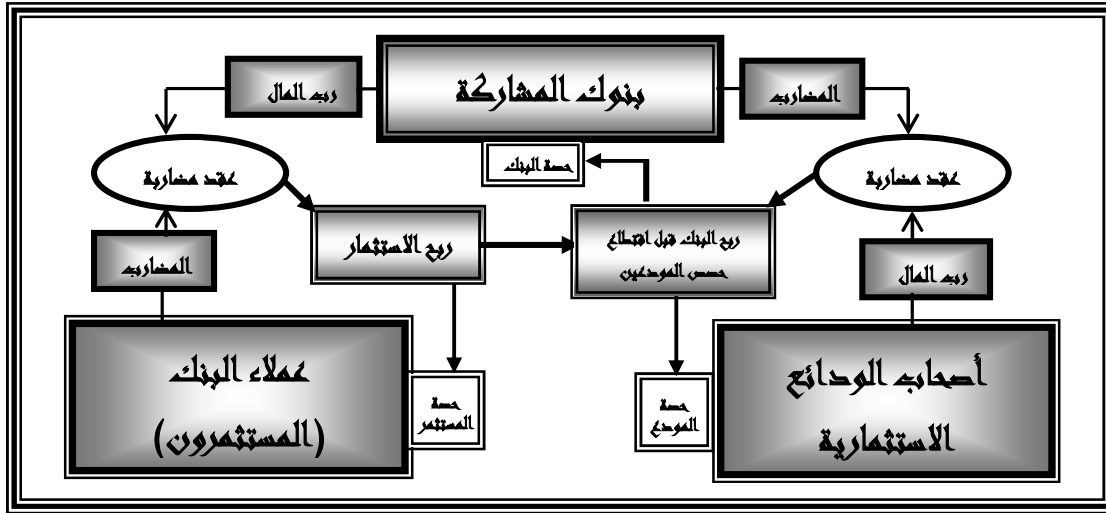 بنوك المشاركة
المضارب
رب المال
حصة البنك
عقد مضاربة
عقد مضاربة
ربح البنك قبل اقتطاع
حصص المودعين
ربح الاستثمار
رب المال
المضارب
أصحاب الودائع
الاستثمارية
حصة
المودع
حصة
المستثمر
عملاء البنك
(المستثمرون)